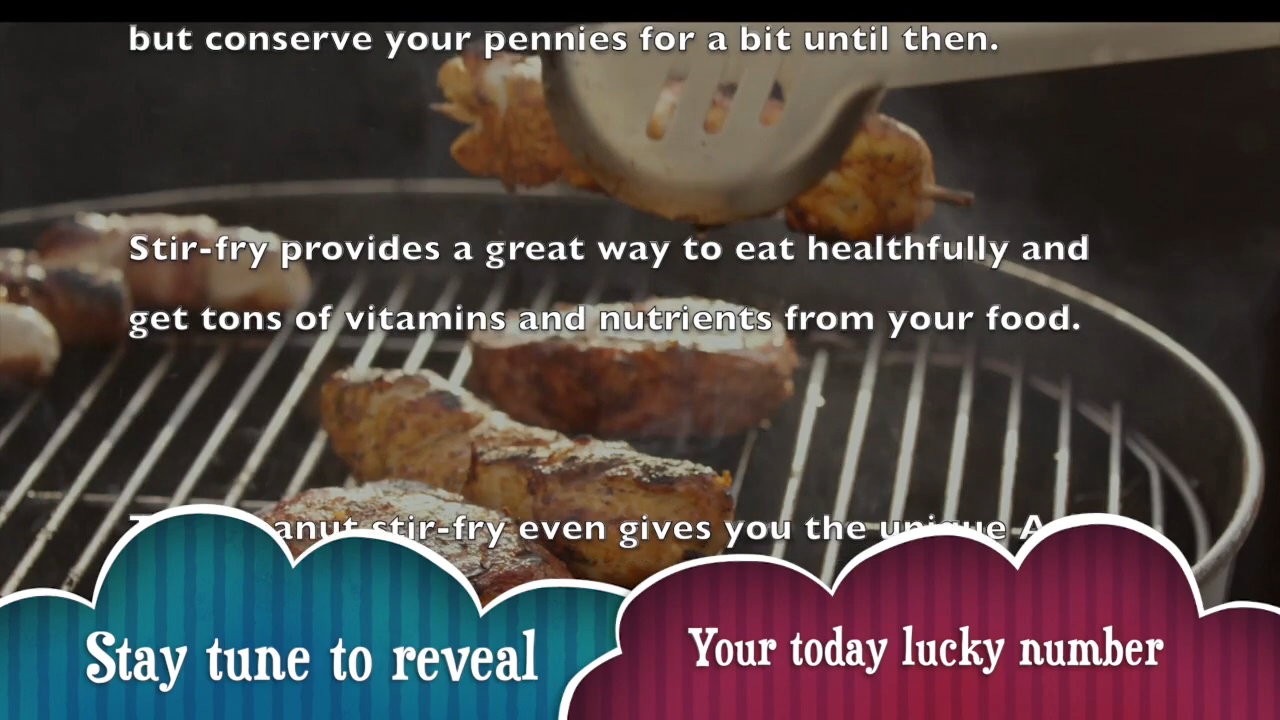 but conserve your pennies for a bit until then.
Stir-fry provides a great way to eat healthfully and
get tons of vitamins and nutrients from your food.
stir-fry even gives you the unique
Stay tune to reveal
Your today lucky number